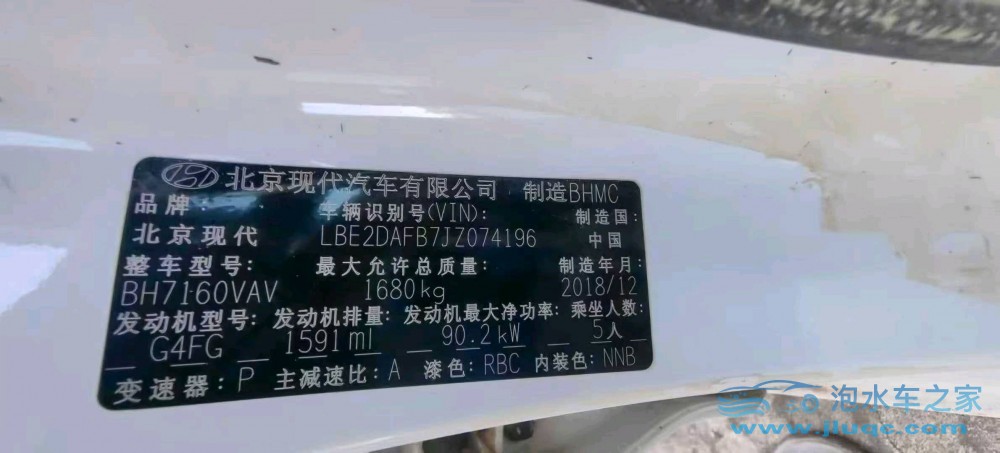 北京现代汽车有限公司 制造BHMC
品牌: 车辆识别号(VIN): 制造国:
北京现代 LBE2DAFB7JZ074196 中国
整车型号: 最大允许总质量: 制造年月:
BH7160VAV 1680kg 2018/12
发动机型号: 发动机排量: 发动机最大净功率: 乘坐人数:
G4FG 1591ml 90.2kW 5人
变速器: P 主减速比: A 漆色: RBC 内装色: NNB
泡水车之家
www.jluqc.com